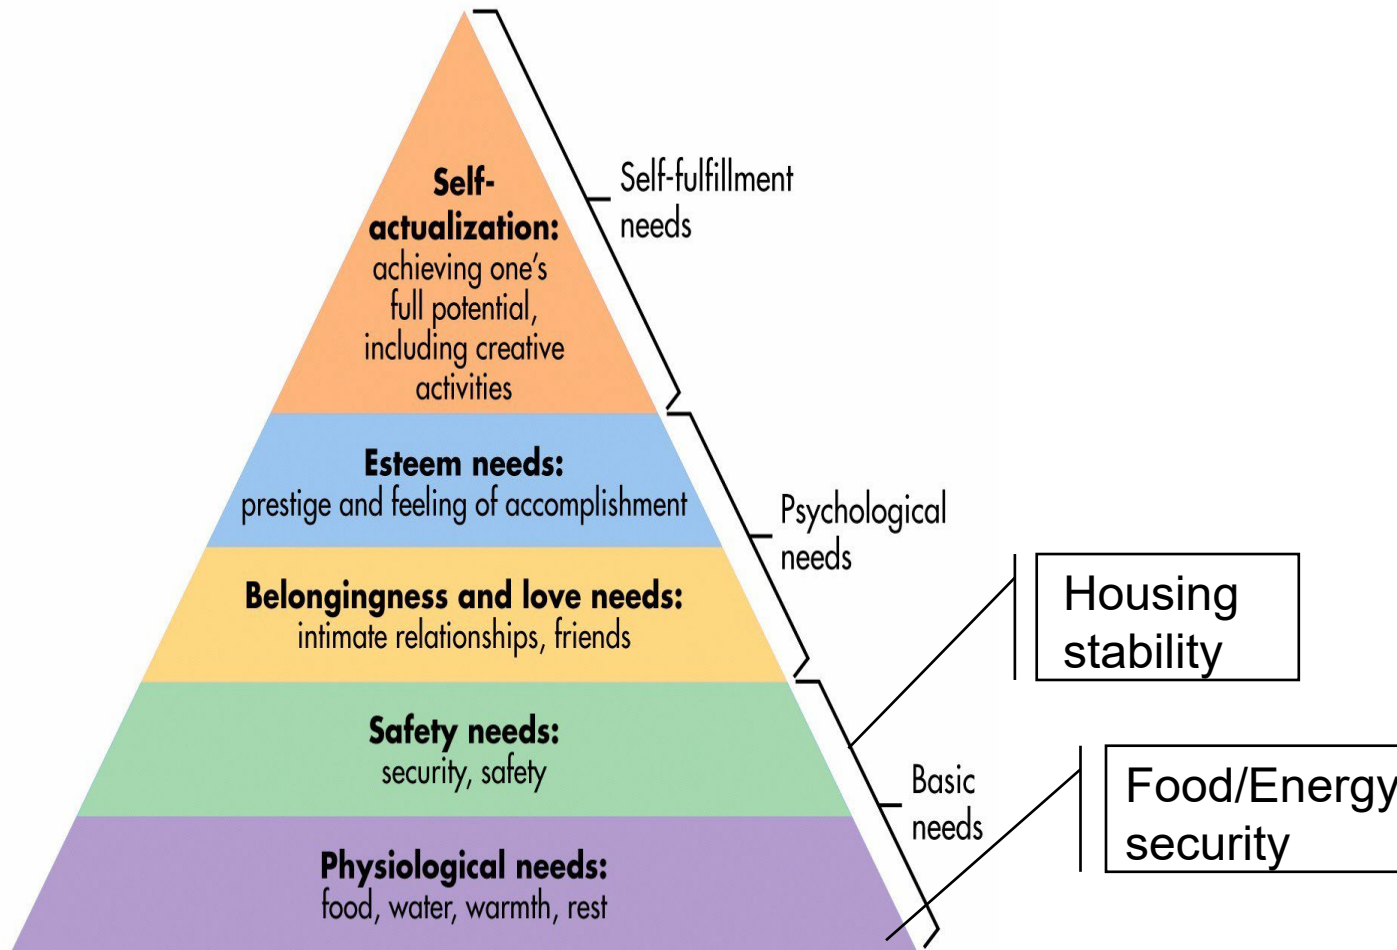 Self-
actualization:
achieving one's
full potential,
including creative
activities
Self-fulfillment
needs
Esteem needs:
prestige and feeling of accomplishment
Psychological
needs
Belongingness and love needs:
intimate relationships, friends
Housing
stability
Safety needs:
security, safety
Basic
needs
Food/Energy
security
Physiological needs:
food, water, warmth, rest